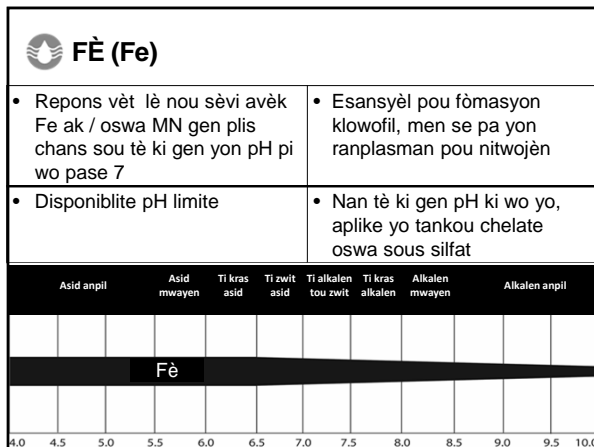 FÈ (Fe)
• Repons vèt lè nou sèvi avèk
Fe ak / oswa MN gen plis
chans sou tè ki gen yon pH pi
wo pase 7
• Esansyèl pou fòmasyon
klowofil, men se pa yon
ranplasman pou nitwojèn
• Disponiblite pH limite
• Nan tè ki gen pH ki wo yo,
aplike yo tankou chelate
oswa sous silfat
Asid anpil
Asid
mwayen
Ti kras
asid
Ti zwit
asid
Ti alkalen
tou zwit
Ti kras
alkalen
Alkalen
mwayen
Alkalen anpil
Fè
4.0 4.5 5.0 5.5 6.0 6.5 7.0 7.5 8.0 8.5 9.0 9.5 10.0